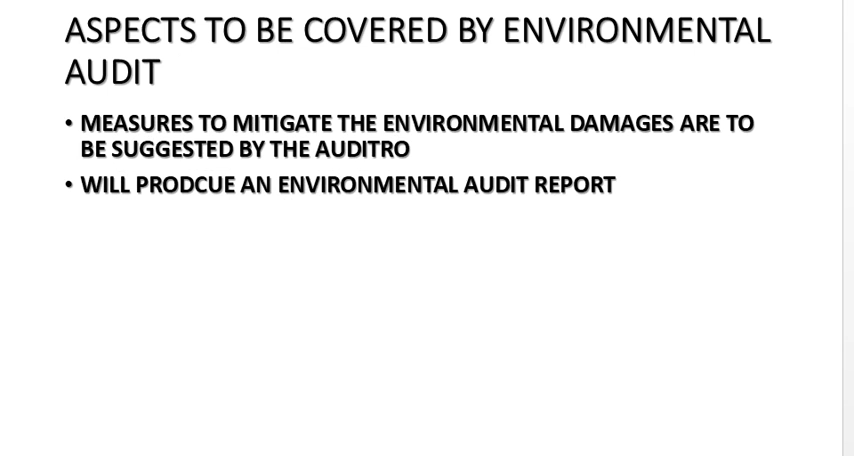 ASPECTS TO BE COVERED BY ENVIRONMENTAL
AUDIT
• MEASURES TO MITIGATE THE ENVIRONMENTAL DAMAGES ARE TO
BE SUGGESTED BY THE AUDITRO
• WILL PRODCUE AN ENVIRONMENTAL AUDIT REPORT